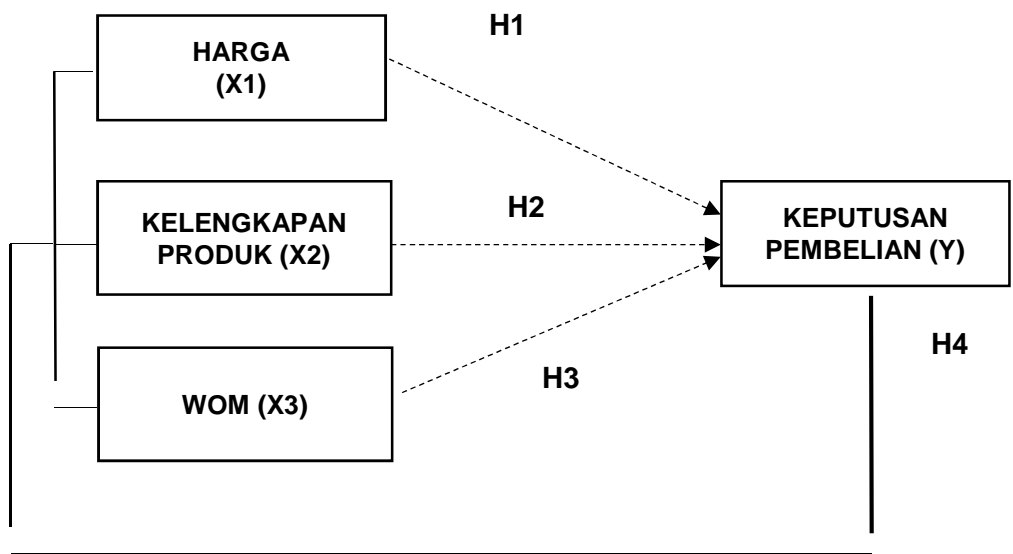 H1
HARGA
(X1)
H2
KELENGKAPAN
PRODUK (X2)
KEPUTUSAN
PEMBELIAN (Y)
H4
H3
WOM (X3)